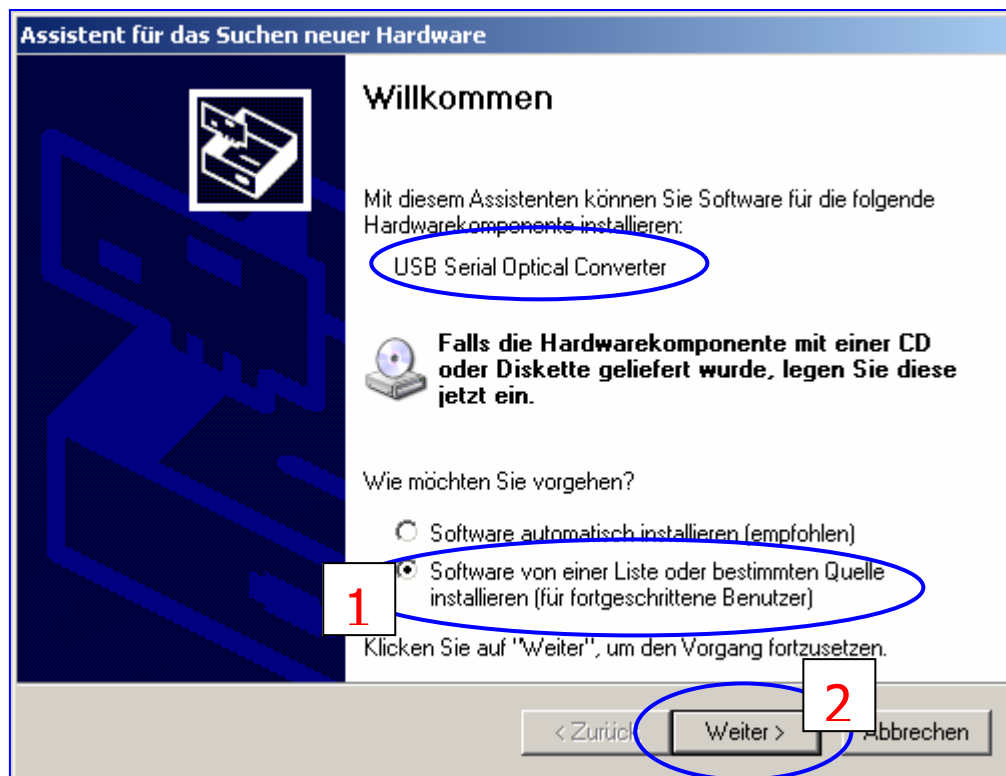 Assistent für das Suchen neuer Hardware
Willkommen
Mit diesem Assistenten können Sie Software für die folgende
Hardwarekomponente installieren:
USB Serial Optical Converter
Falls die Hardwarekomponente mit einer CD
oder Diskette geliefert wurde, legen Sie diese
jetzt ein.
Wie möchten Sie vorgehen?
Software automatisch installieren (empfohlen)
Software von einer Liste oder bestimmten Quelle
installieren (für fortgeschrittene Benutzer)
1
Klicken Sie auf "Weiter", um den Vorgang fortzusetzen.
2
< Zurück Weiter > Abbrechen